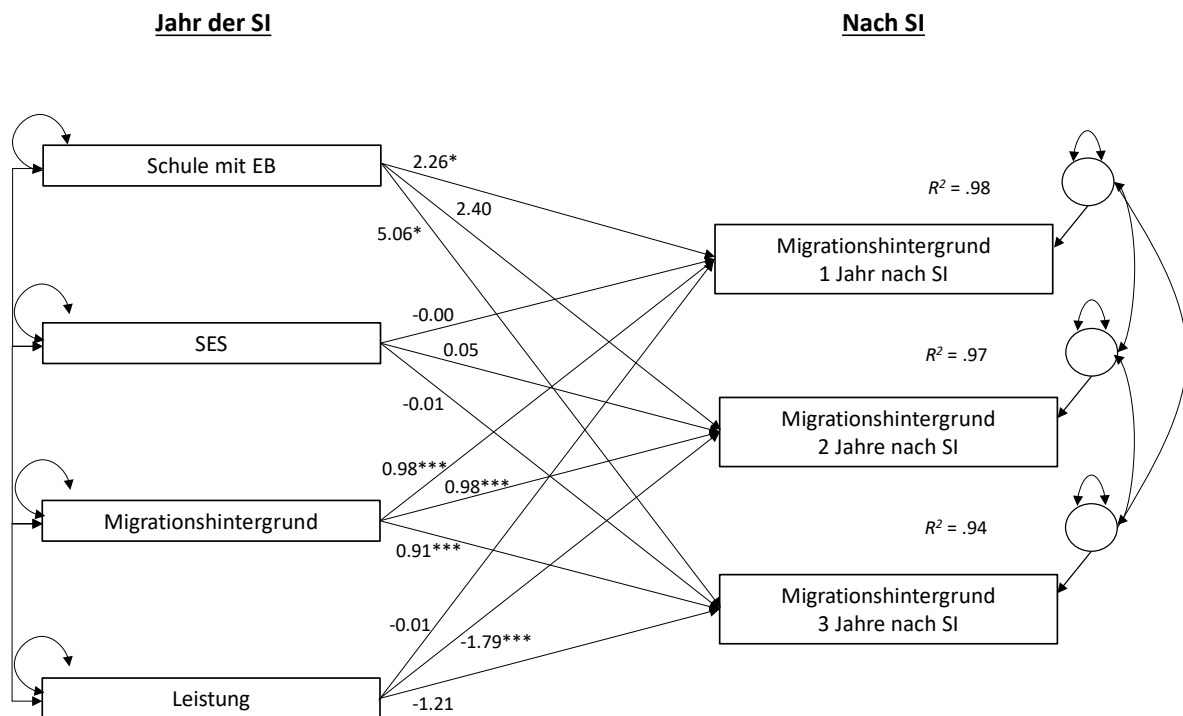 Jahr der SI
Nach SI
Schule mit EB
2.26*
2.40
5.06*
R² = .98
Migrationshintergrund
1 Jahr nach SI
SES
-0.00
0.05
-0.01
R² = .97
Migrationshintergrund
2 Jahre nach SI
Migrationshintergrund
0.98***
0.98***
0.91***
R² = .94
Migrationshintergrund
3 Jahre nach SI
Leistung
-0.01
-1.79***
-1.21